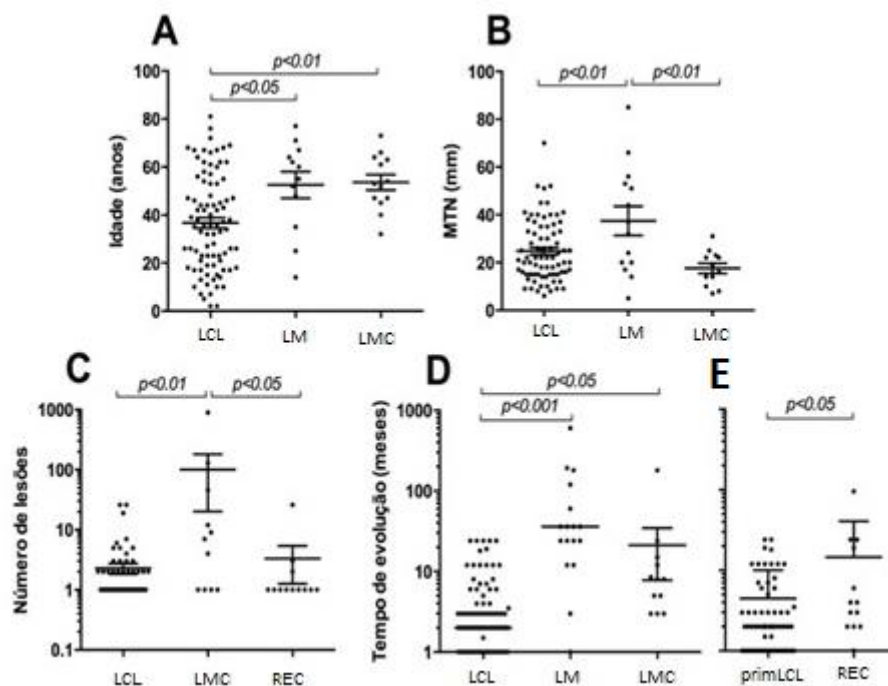 A
p<0.01
p<0.05
Idade (anos)
100
80
60
40
20
0
LCL LM LMC
B
p<0.01 p<0.01
MTN (mm)
100
80
60
40
20
0
LCL LM LMC
C
p<0.01 p<0.05
Número de lesões
1000
100
10
1
0.1
LCL LMC REC
D
p<0.05
p<0.001
Tempo de evolução (meses)
1000
100
10
1
LCL LM LMC
E
p<0.05
primLCL REC